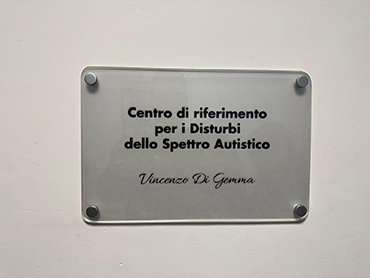 Centro di riferimento
per i Disturbi
dello Spettro Autistico
Vincenzo Di Gemma